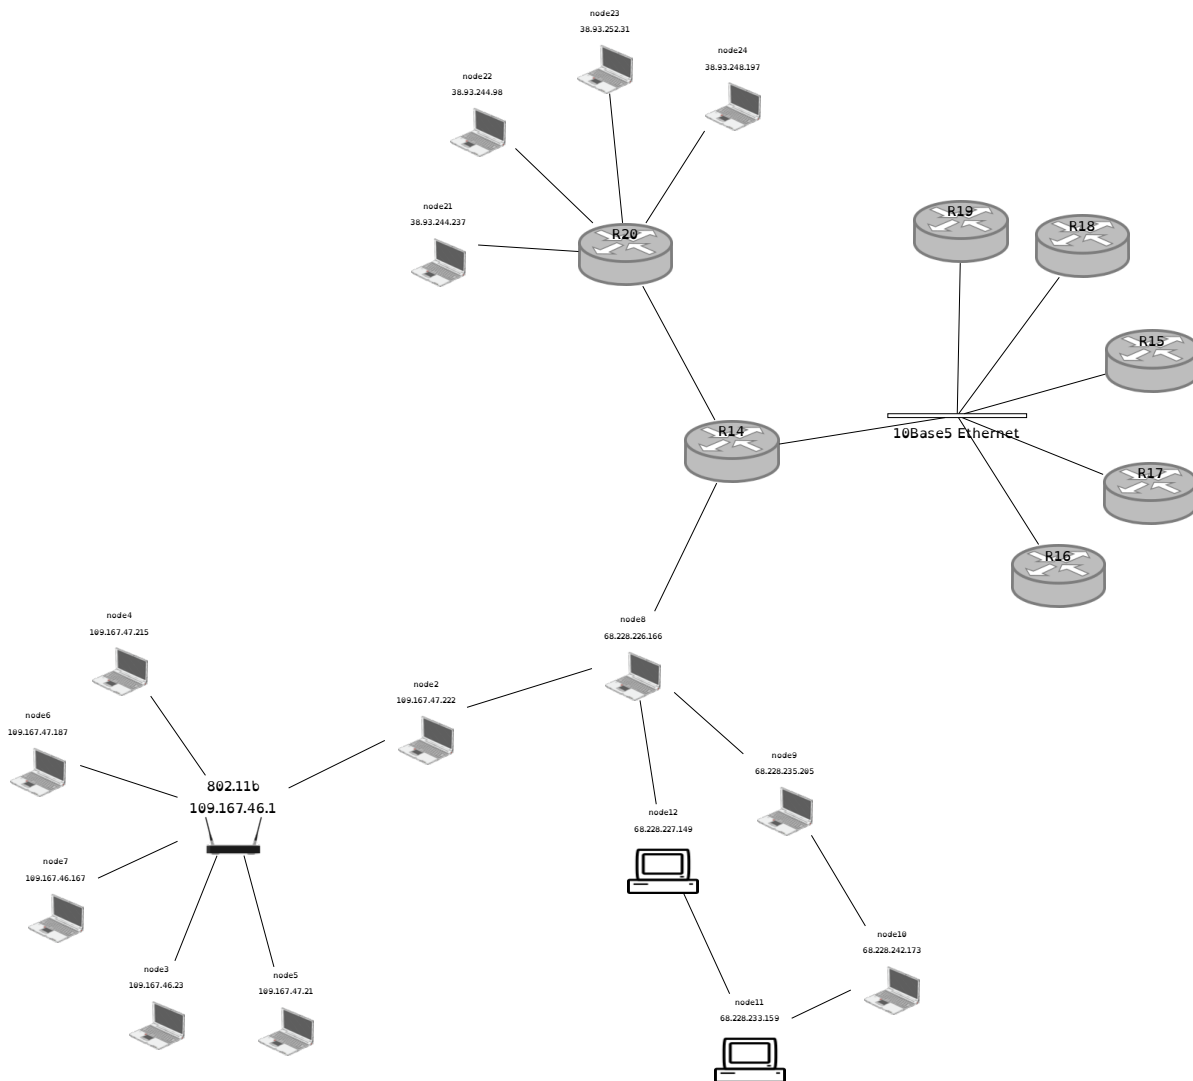 node23
38.93.252.31
node24
38.93.248.197
node22
38.93.244.98
node21
38.93.244.237
R20
R19
R18
R15
R14
10Base5 Ethernet
R17
R16
node4
109.167.47.215
node8
68.228.226.166
node2
109.167.47.222
node6
109.167.47.187
node9
68.228.235.205
802.11b
109.167.46.1
node12
68.228.227.149
node7
109.167.46.167
node10
68.228.242.173
node3
109.167.46.23
node5
109.167.47.21
node11
68.228.233.159